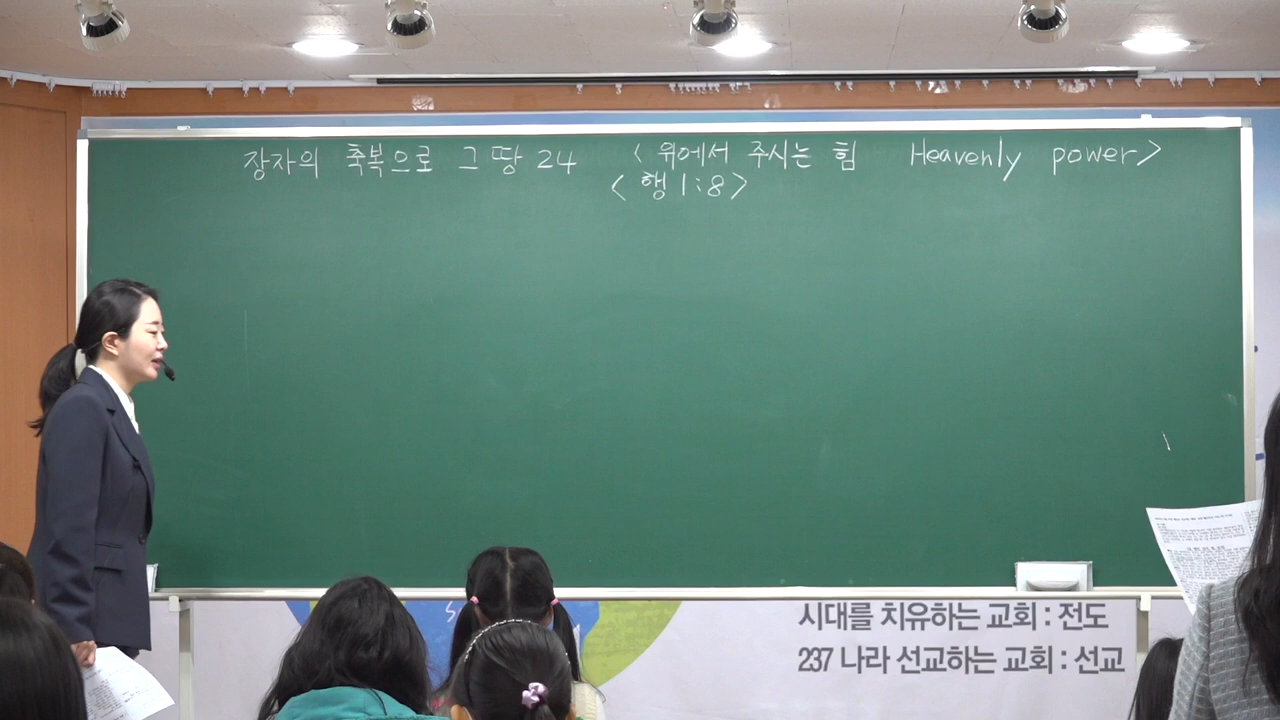 장자의 축복으로 그 땅 24 <위에서 주시는 힘 Heavenly power>
<행 1:8>
시대를 치유하는 교회 : 전도
237 나라 선교하는 교회 : 선교